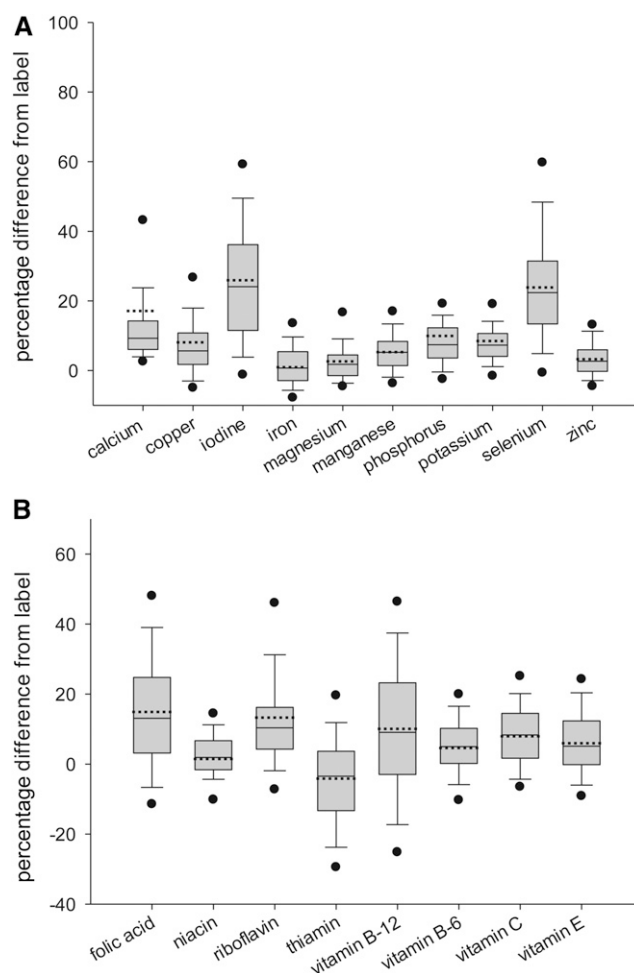 A
percentage difference from label
100
80
60
40
20
0
calcium
copper
iodine
iron
magnesium
manganese
phosphorus
potassium
selenium
zinc
B
percentage difference from label
60
40
20
0
-20
-40
folic acid
niacin
riboflavin
thiamin
vitamin B-12
vitamin B-6
vitamin C
vitamin E